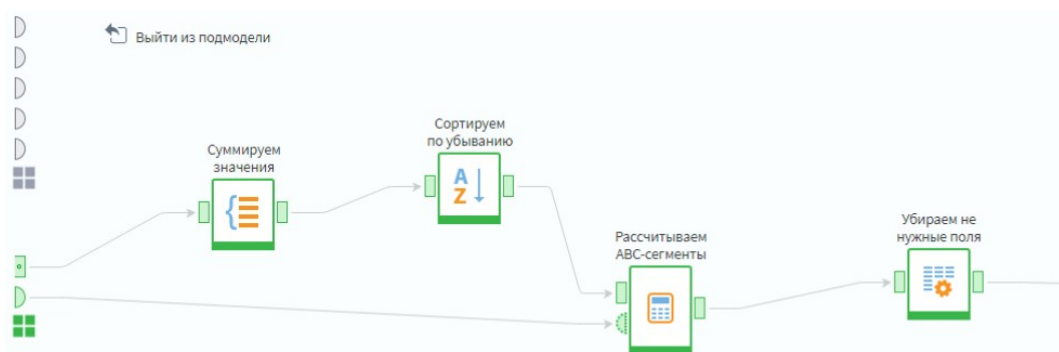 Выйти из подмодели
Суммируем
значения
Сортируем
по убыванию
A
Z
Рассчитываем
ABC-сегменты
Убираем не
нужные поля